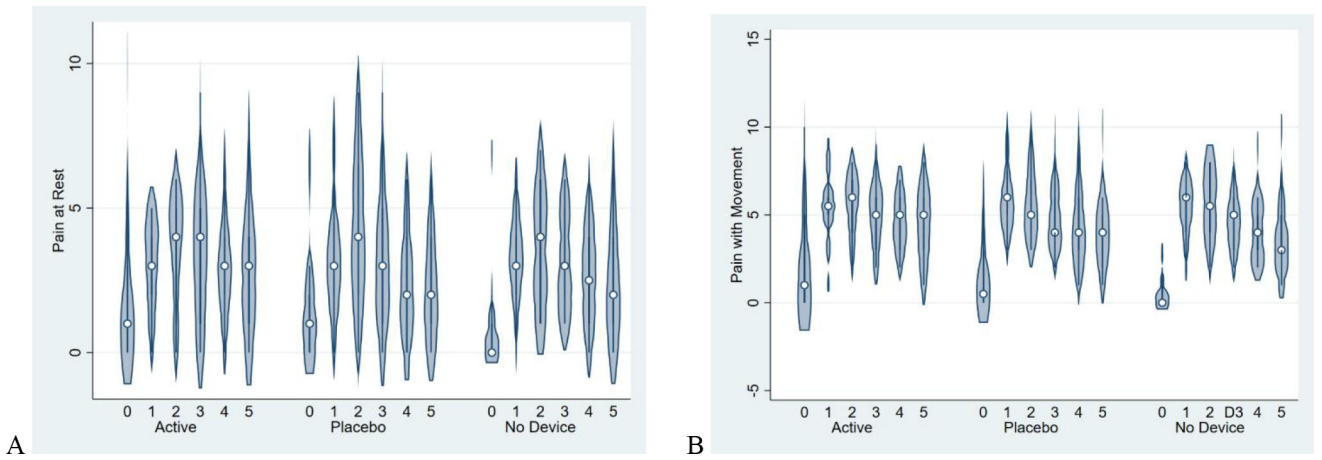 Pain at Rest
10
5
0
0 1 2 3 4 5 0 1 2 3 4 5 0 1 2 3 4 5
Active Placebo No Device
A
Pain with Movement
15
10
5
0
-5
0 1 2 3 4 5 0 1 2 3 4 5 0 1 2 D3 4 5
Active Placebo No Device
B